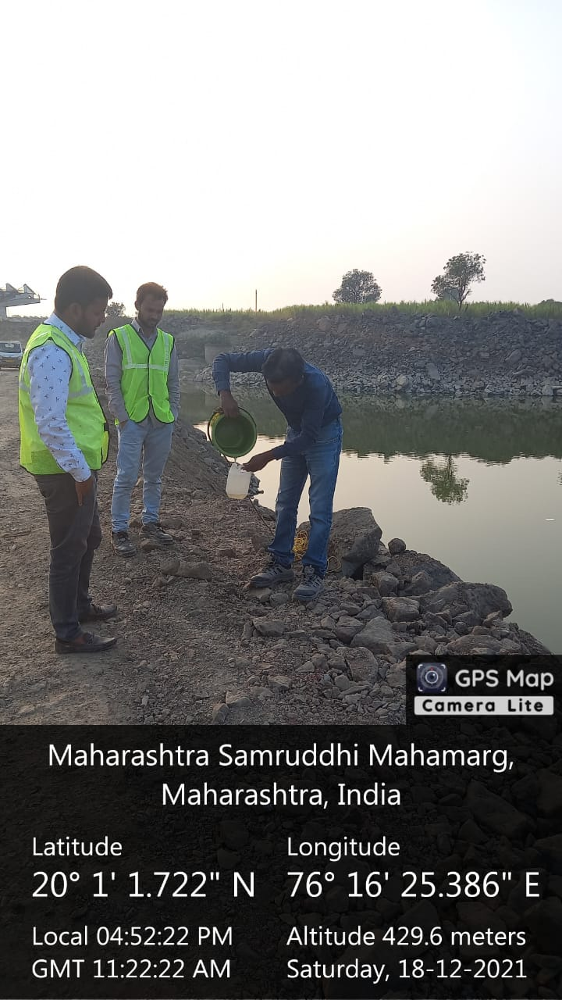 GPS Map
Camera Lite
Maharashtra Samruddhi Mahamarg,
Maharashtra, India
Latitude
Longitude
20° 1' 1.722" N
76° 16' 25.386" E
Local 04:52:22 PM
Altitude 429.6 meters
GMT 11:22:22 AM
Saturday, 18-12-2021